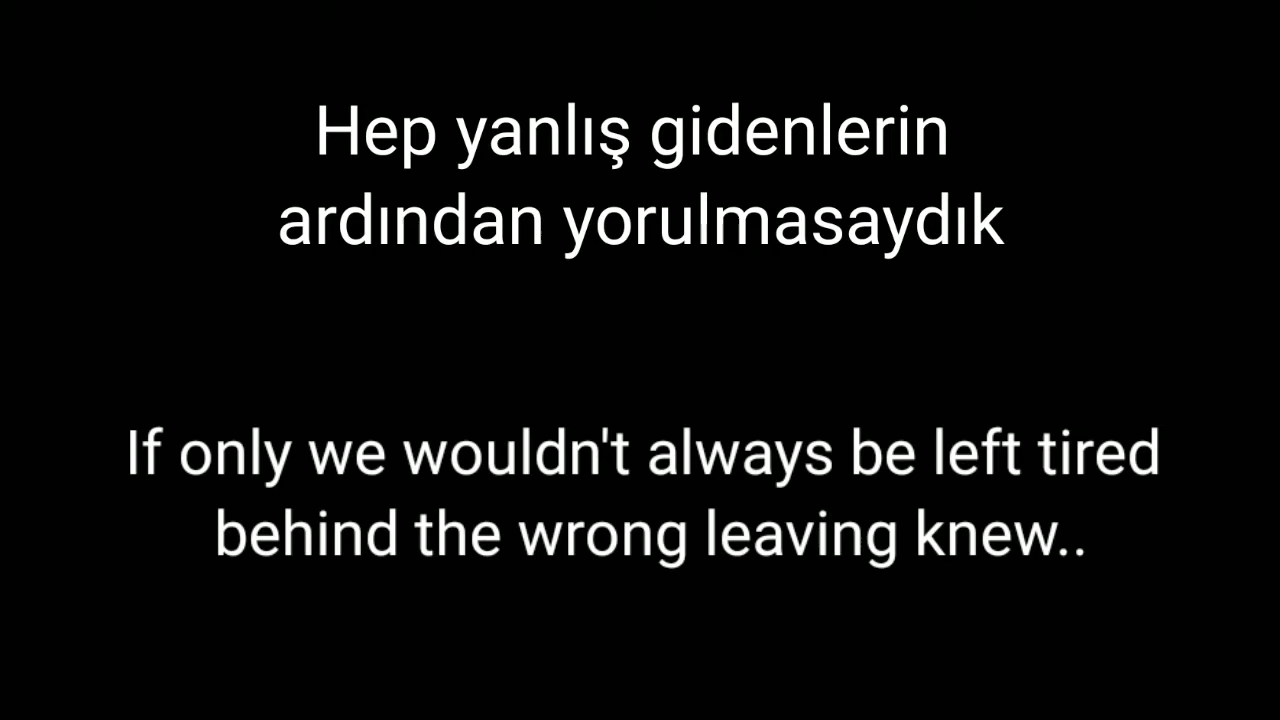 Hep yanlış gidenlerin
ardından yorulmasaydık
If only we wouldn't always be left tired
behind the wrong leaving knew..